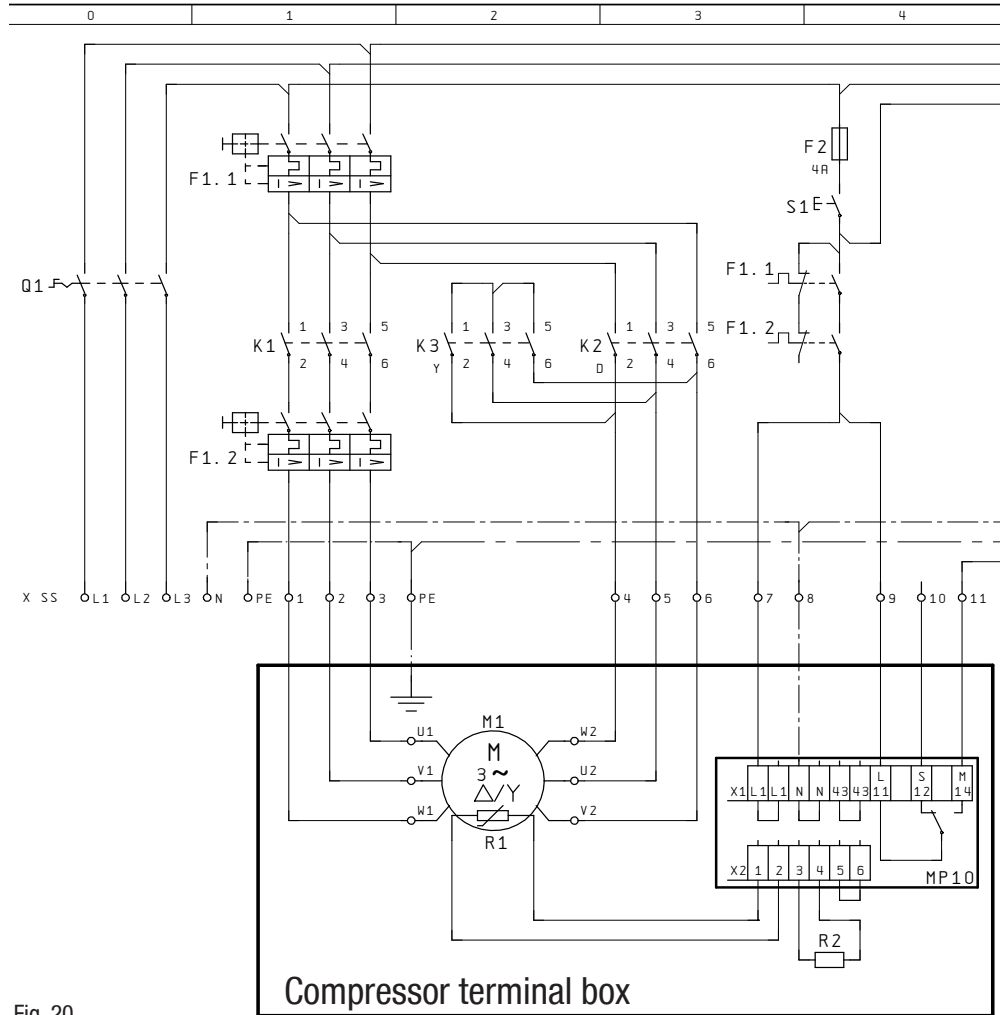 0 1 2 3 4
F2
4A
F1. 1 I > I > I >
S1
F1. 1
Q1
F1. 2
K1 1 3 5 K3 1 3 5 K2 1 3 5
Y 2 4 6 D 2 4 6
2 4 6
F1. 2 I > I > I >
X SS L1 L2 L3 N PE 1 2 3 PE 4 5 6 7 8 9 10 11
M1
U1 W2
M
V1 3 ~ U2
△/Y
W1 V2
R1
L S M
X1 L1 L1 N N 43 43 11 12 14
X2 1 2 3 4 5 6
MP10
R2
Compressor terminal box
Fig. 20